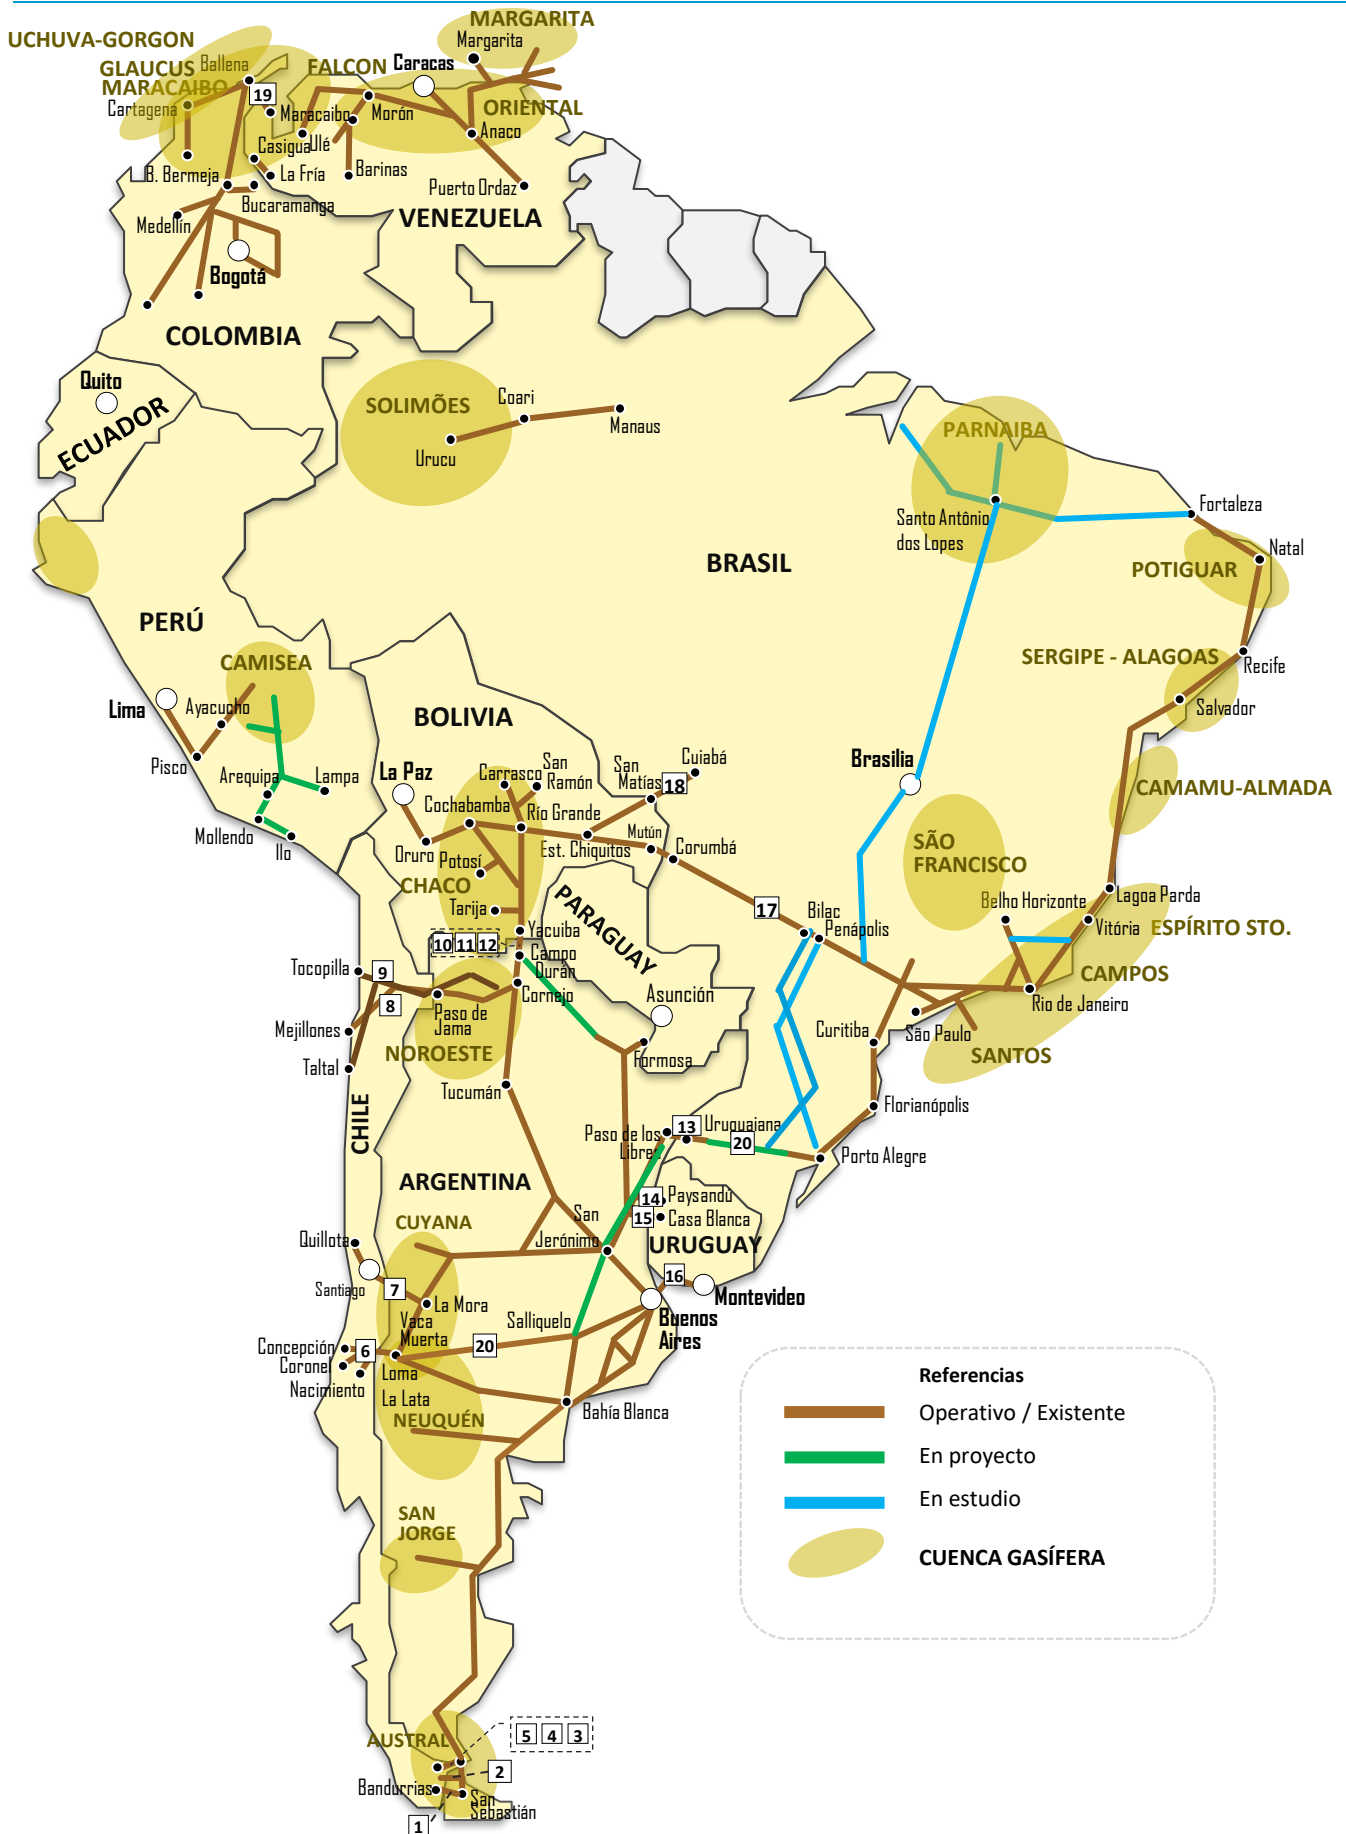 MARGARITA
UCHUVA-GORGON
Margarita
GLAUCUS
Ballena
FALCON
Caracas
MARACAIBO
19
Cartagena
Maracaibo
Morón
ORIENTAL
Ulé
Anaco
Casigua
B. Bermeja
La Fría
Barinas
Puerto Ordaz
Bucaramanga
Medellín
VENEZUELA
Bogotá
COLOMBIA
Quito
ECUADOR
SOLIMÕES
Coari
Manaus
Urucu
PARNAIBA
Santo Antônio
dos Lopes
Fortaleza
Natal
BRASIL
POTIGUAR
PERÚ
SERGIPE - ALAGOAS
Recife
CAMISEA
Salvador
Lima
Ayacucho
BOLIVIA
Pisco
Arequipa
Lampa
La Paz
Carrasco
San
Ramón
San
Matías
Cuiabá
18
Brasilia
CAMAMU-ALMADA
Mollendo
Ilo
Cochabamba
Río Grande
Oruro
Potosí
Est. Chiquitos
Mutún
Corumbá
SÃO
FRANCISCO
CHACO
Tarija
PARAGUAY
17
Bilac
Penápolis
Belho Horizonte
Lagoa Parda
Vitória
ESPÍRITO STO.
Yacuiba
10
11
12
Campo
Durán
Tocopilla
9
8
Cornejo
Paso de
Jama
Asunción
CAMPOS
Rio de Janeiro
Mejillones
São Paulo
Curitiba
SANTOS
NOROESTE
Formosa
Taltal
Tucumán
CHILE
Florianópolis
Paso de los
Libres
13
Uruguaiana
20
Porto Alegre
ARGENTINA
14
Paysandú
San
Jerónimo
15
Casa Blanca
CUYANA
Quillota
URUGUAY
16
Santiago
7
La Mora
Montevideo
Vaca
Muerta
Salliquelo
Buenos
Aires
Concepción
Coronel
6
20
Nacimiento
Loma
La Lata
NEUQUÉN
Bahía Blanca
Referencias
Operativo / Existente
En proyecto
En estudio
CUENCA GASÍFERA
SAN
JORGE
AUSTRAL
5
4
3
2
Bandurrias
San
Sebastián
1